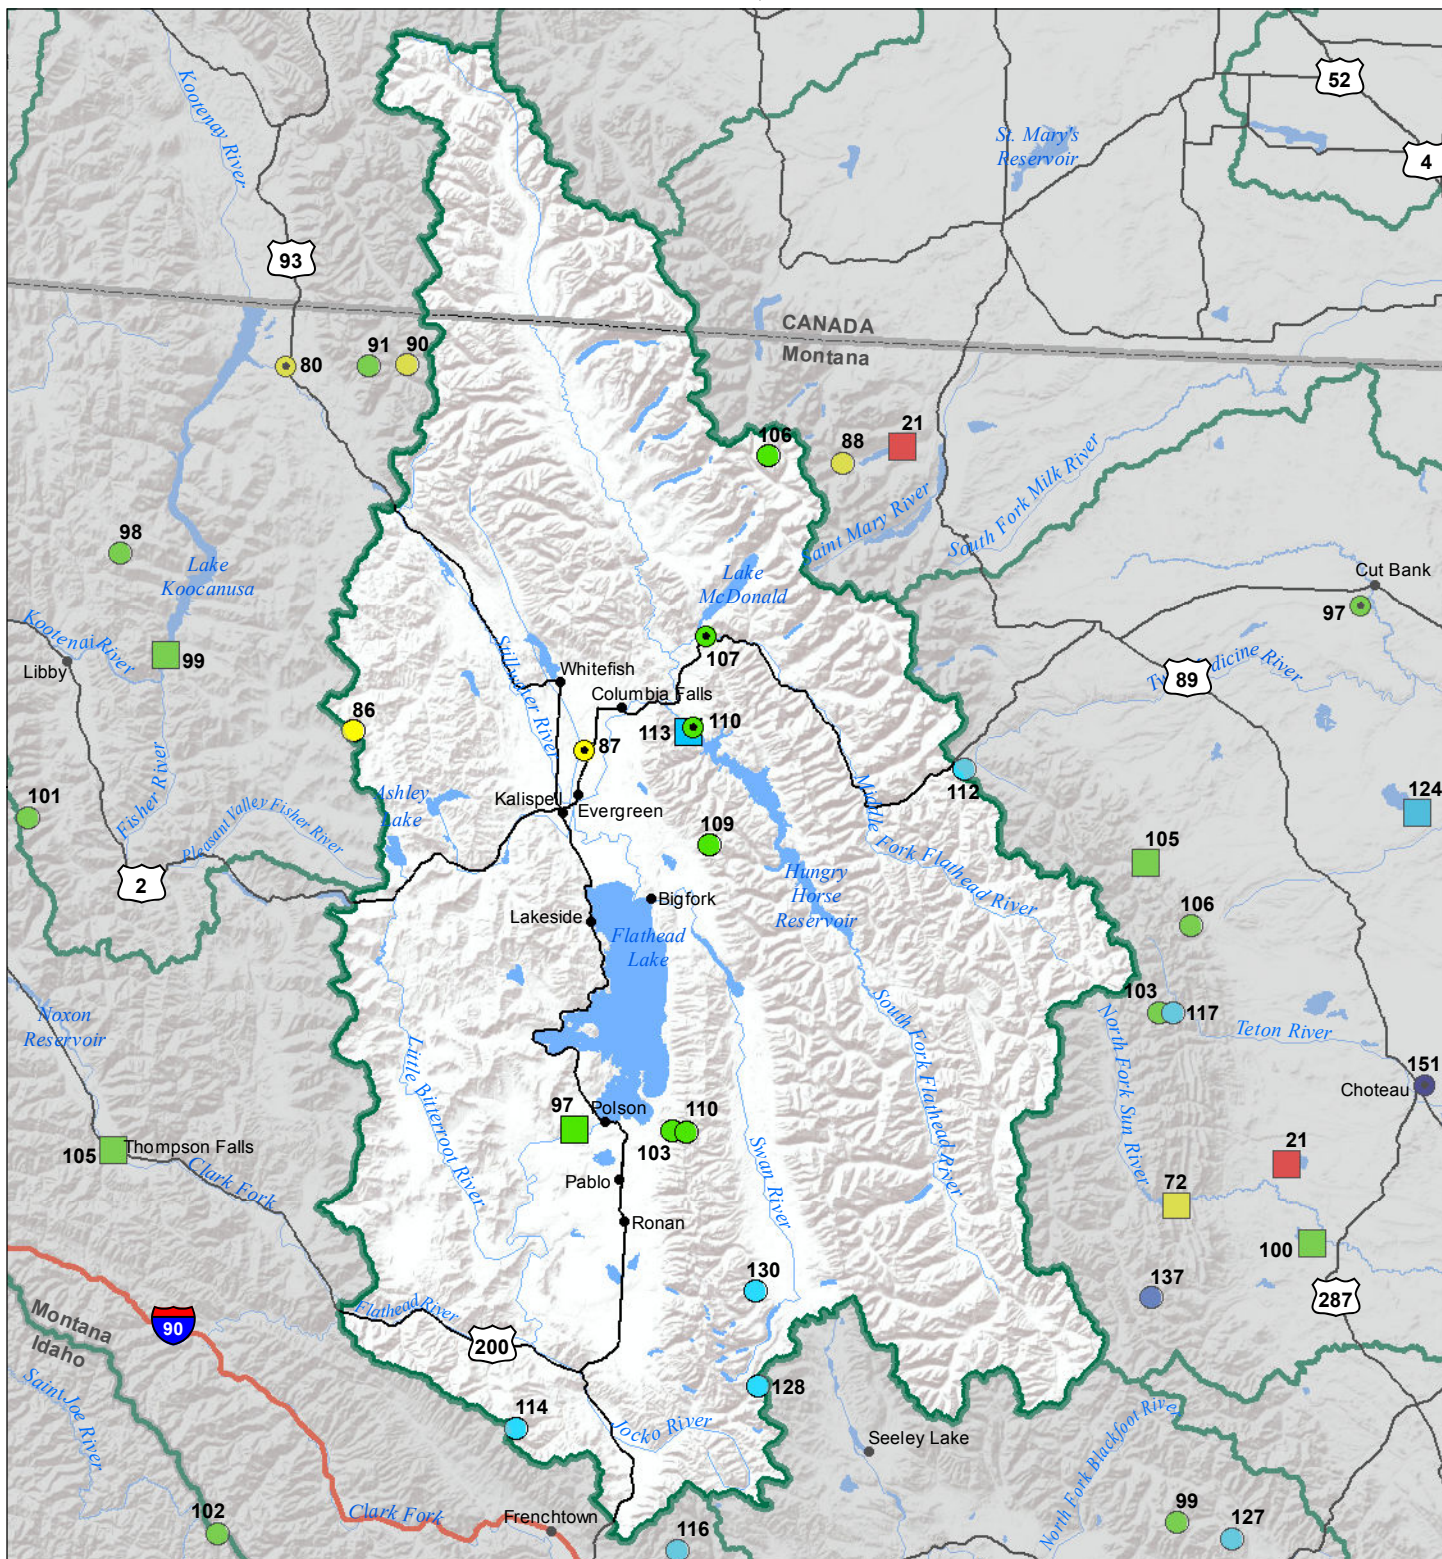 52
Kootenay River
St. Mary's
Reservoir
4
93
CANADA
Montana
91
90
80
106
88
21
South Fork Milk River
Saint Mary River
98
Lake
Koocanusa
Lake
McDonald
Cut Bank
97
Kootenai River
99
Libby
Stillwater River
Whitefish
107
89
Columbia Falls
86
110
113
87
Fisher River
Ashley
Lake
Kalispell
Evergreen
112
124
101
Pleasant Valley Fisher River
109
Middle Fork Flathead River
105
2
Hungry
Horse
Reservoir
Bigfork
Lakeside
Flathead
Lake
106
103
117
Noxon
Reservoir
North Fork Sun River
Teton River
South Fork Flathead River
Little Bitterroot River
151
Choteau
97
Polson
110
103
105
Thompson Falls
Swan River
Clark Fork
21
Pablo
72
Ronan
100
130
137
Montana
Idaho
90
Flathead River
200
287
Saint Joe River
128
114
Jocko River
North Fork Blackfoot River
Seeley Lake
102
Clark Fork
Frenchtown
99
127
116